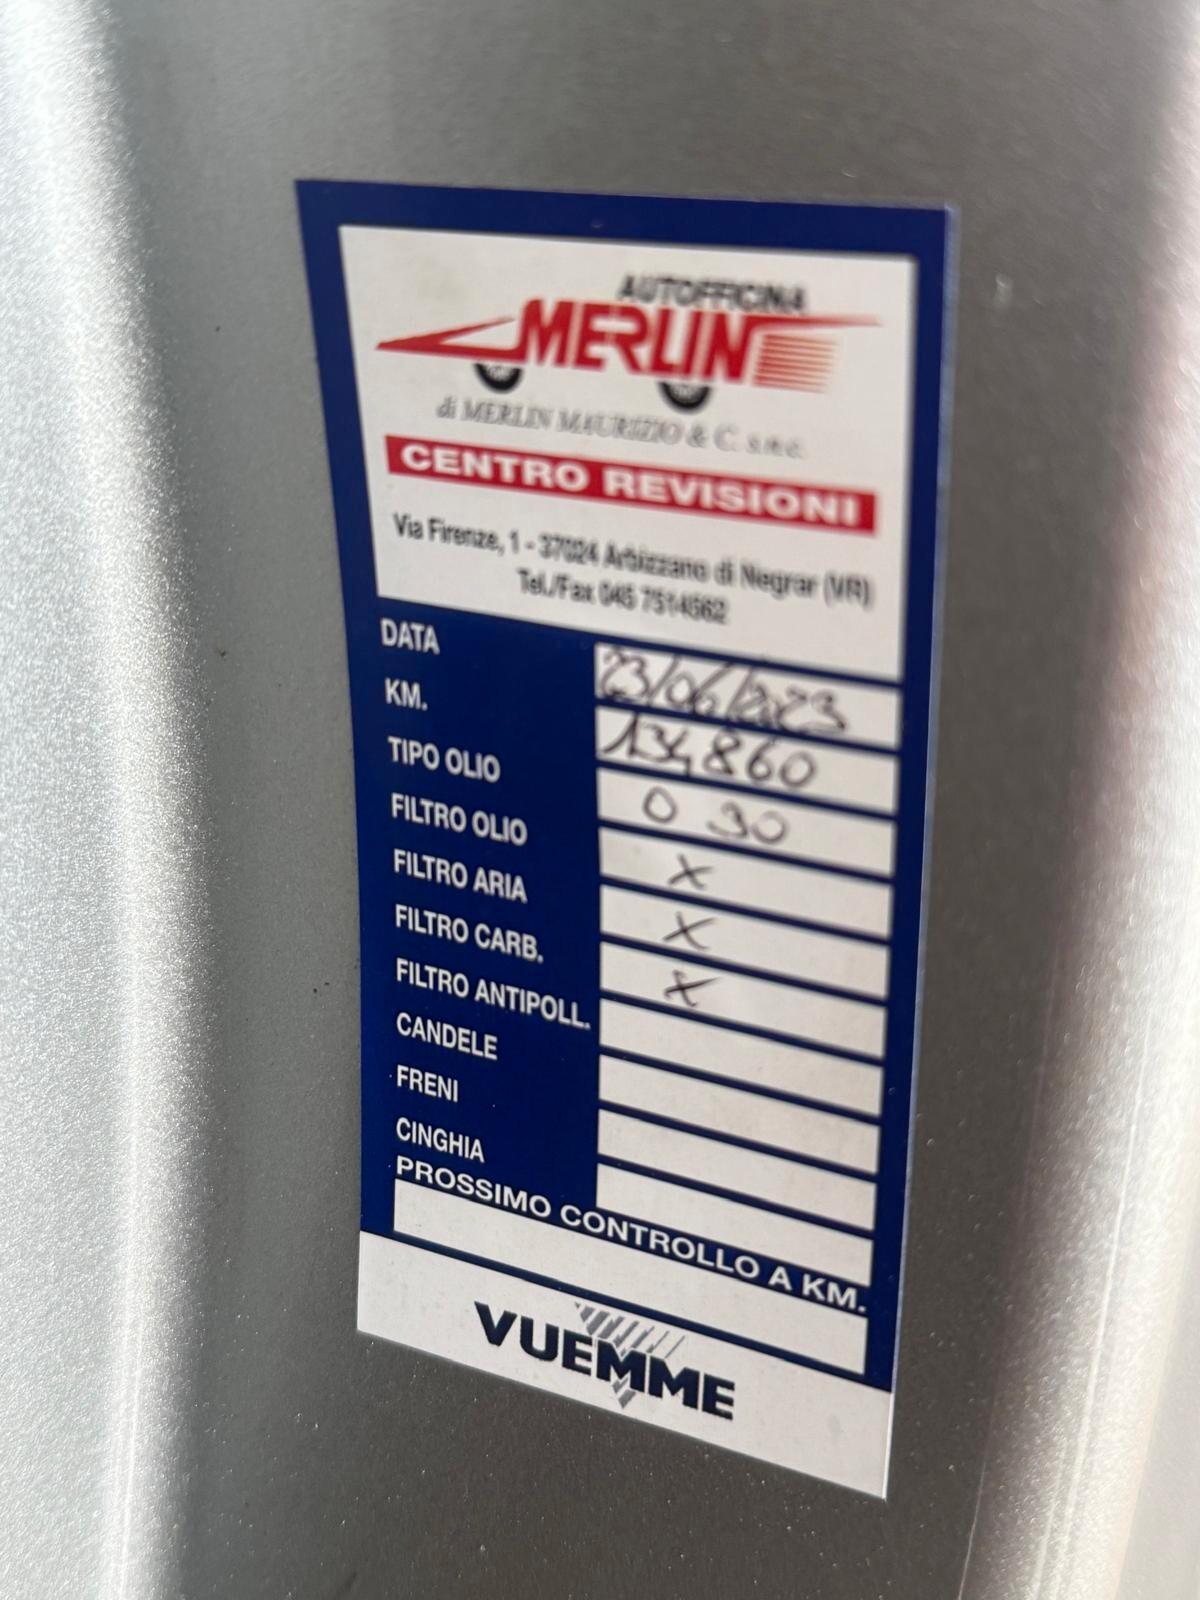 AUTOFFICINA
MERLIN
di MERLIN MAURIZIO & C. s.n.c.
CENTRO REVISIONI
Via Firenze, 1 - 37024 Arbizzano di Negrar (VR)
Tel./Fax 045 7514562
DATA 23/06/2023
KM. 134,860
TIPO OLIO 0 30
FILTRO OLIO X
FILTRO ARIA X
FILTRO CARB. X
FILTRO ANTIPOLL.
CANDELE
FRENI
CINGHIA
PROSSIMO CONTROLLO A KM.
VUEMME